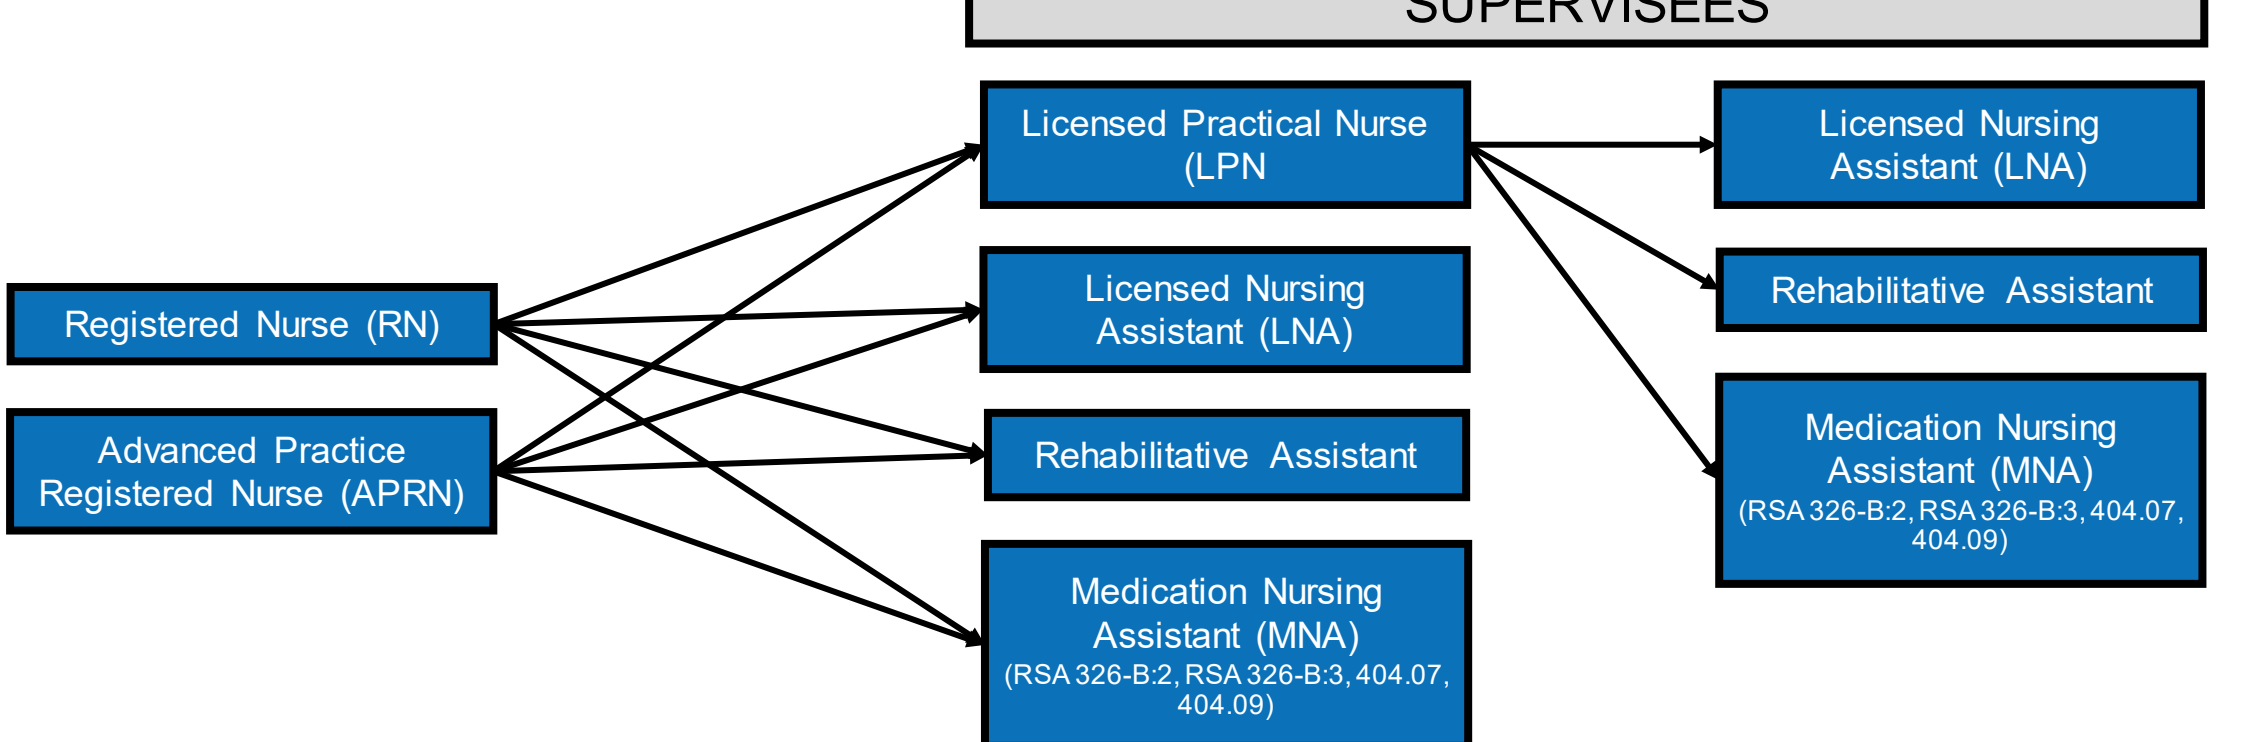 SUPERVISEES
Registered Nurse (RN)
Advanced Practice
Registered Nurse (APRN)
Licensed Practical Nurse
(LPN
Licensed Nursing
Assistant (LNA)
Rehabilitative Assistant
Medication Nursing
Assistant (MNA)
(RSA 326-B:2, RSA 326-B:3, 404.07,
404.09)
Licensed Nursing
Assistant (LNA)
Rehabilitative Assistant
Medication Nursing
Assistant (MNA)
(RSA 326-B:2, RSA 326-B:3, 404.07,
404.09)